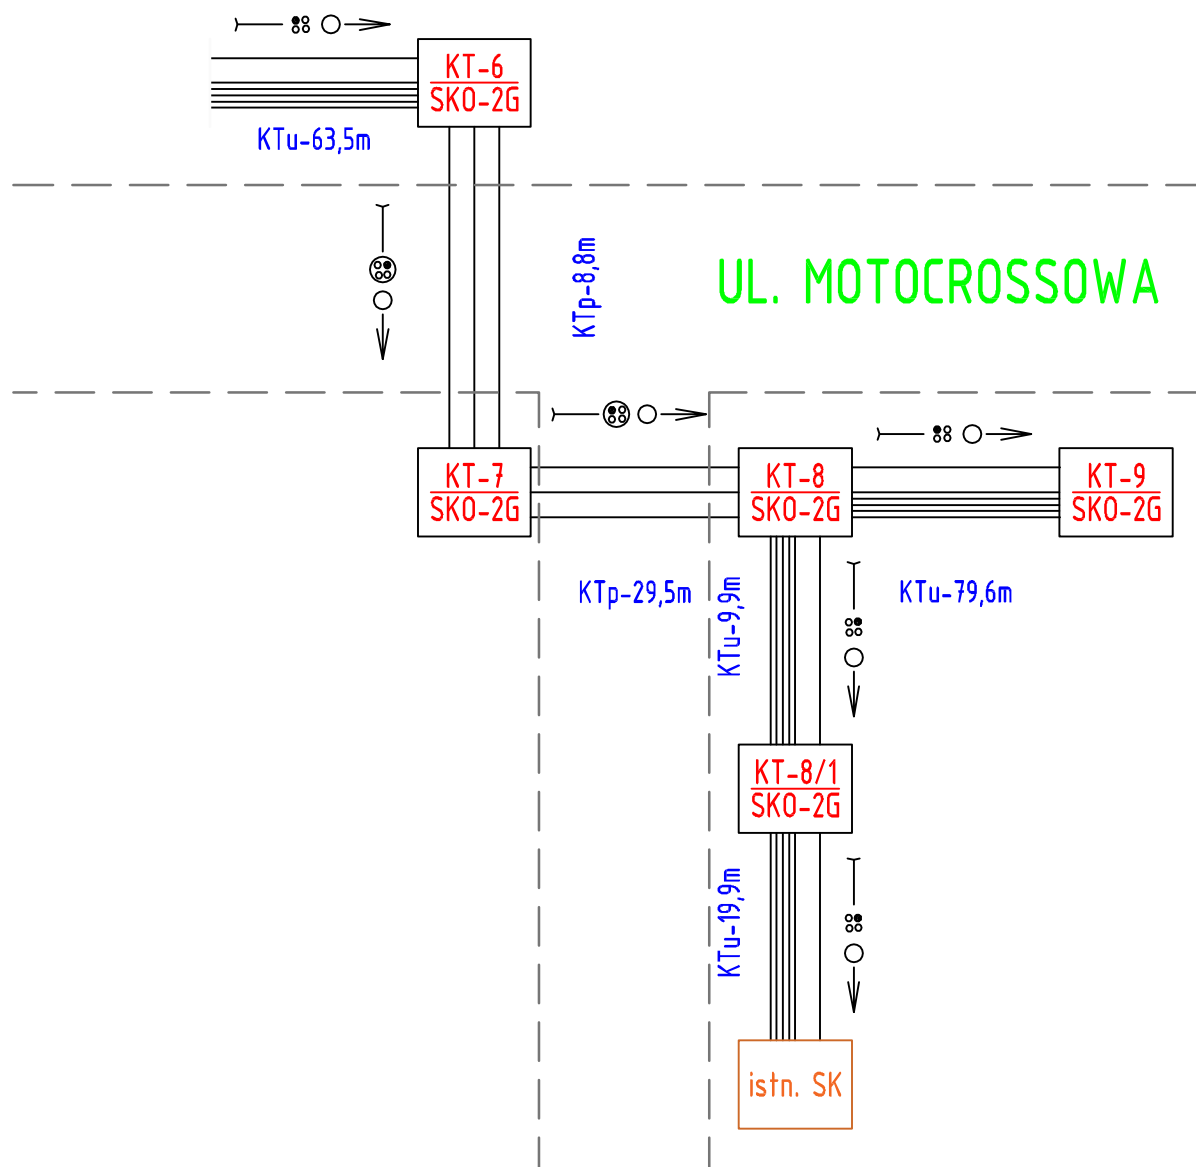 KT-6
SKO-2G
KTu-63,5m
KTp-8,8m
UL. MOTOCROSSOWA
KT-7
SKO-2G
KT-8
SKO-2G
KT-9
SKO-2G
KTp-29,5m
KTu-9,9m
KTu-79,6m
KT-8/1
SKO-2G
KTu-19,9m
istn. SK